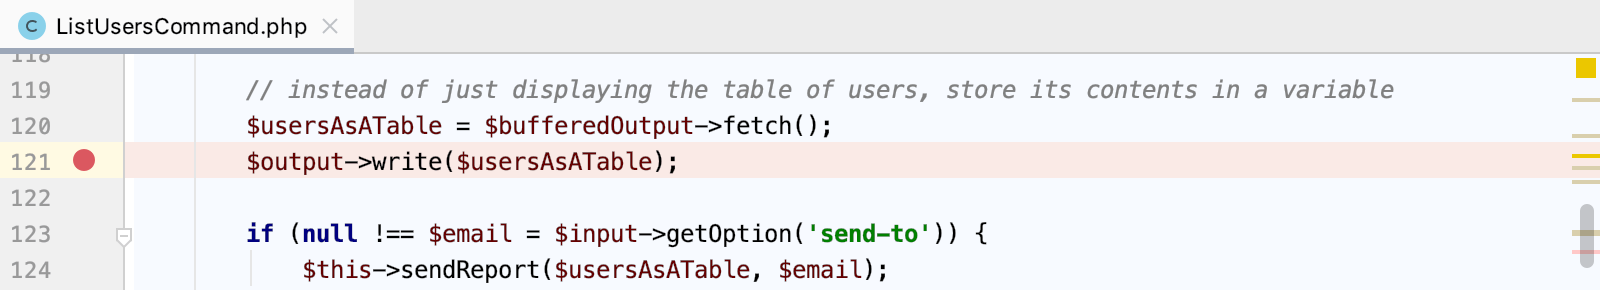 C ListUsersCommand.php
118
119 // instead of just displaying the table of users, store its contents in a variable
120 $usersAsATable = $bufferedOutput->fetch();
121 $output->write($usersAsATable);
122
123 if (null !== $email = $input->getOption('send-to')) {
124 $this->sendReport($usersAsATable, $email);